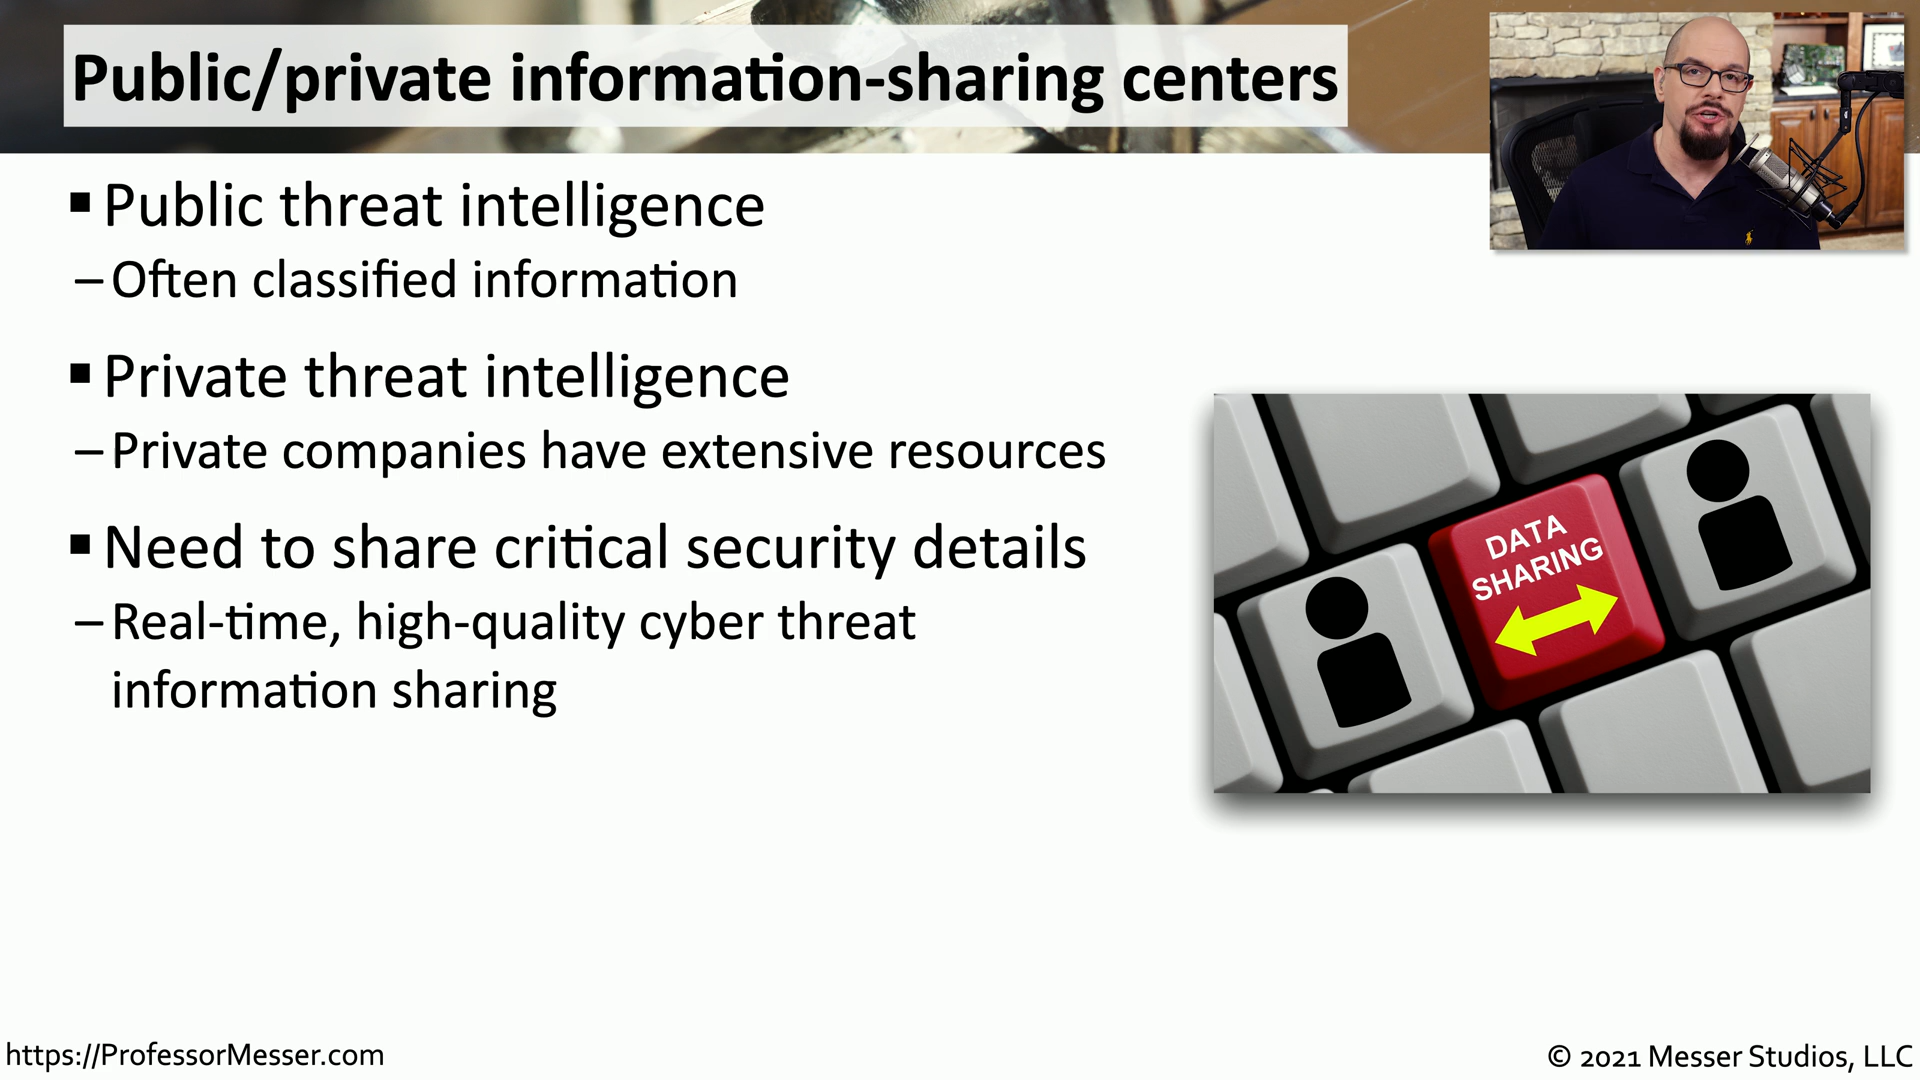 Public/private information-sharing centers
▪ Public threat intelligence
– Often classified information
▪ Private threat intelligence
– Private companies have extensive resources
▪ Need to share critical security details
– Real-time, high-quality cyber threat
information sharing
DATA
SHARING
https://ProfessorMesser.com
© 2021 Messer Studios, LLC